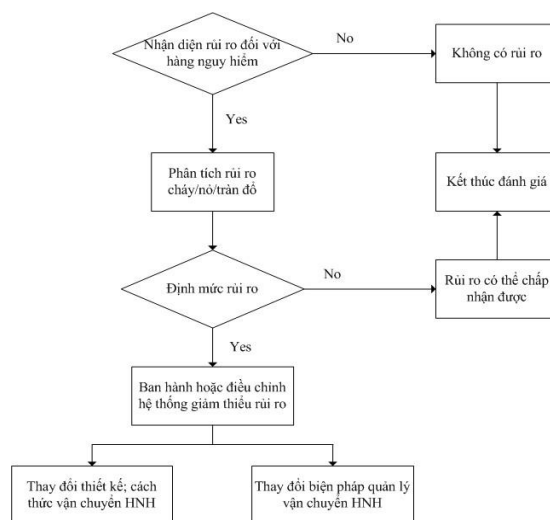 Nhận diện rủi ro đối với
hàng nguy hiểm
No
Không có rủi ro
Yes
Phân tích rủi ro
cháy/nổ/tràn đổ
Kết thúc đánh giá
Định mức rủi ro
No
Rủi ro có thể chấp
nhận được
Yes
Ban hành hoặc điều chỉnh
hệ thống giảm thiểu rủi ro
Thay đổi thiết kế; cách
thức vận chuyển HNH
Thay đổi biện pháp quản lý
vận chuyển HNH